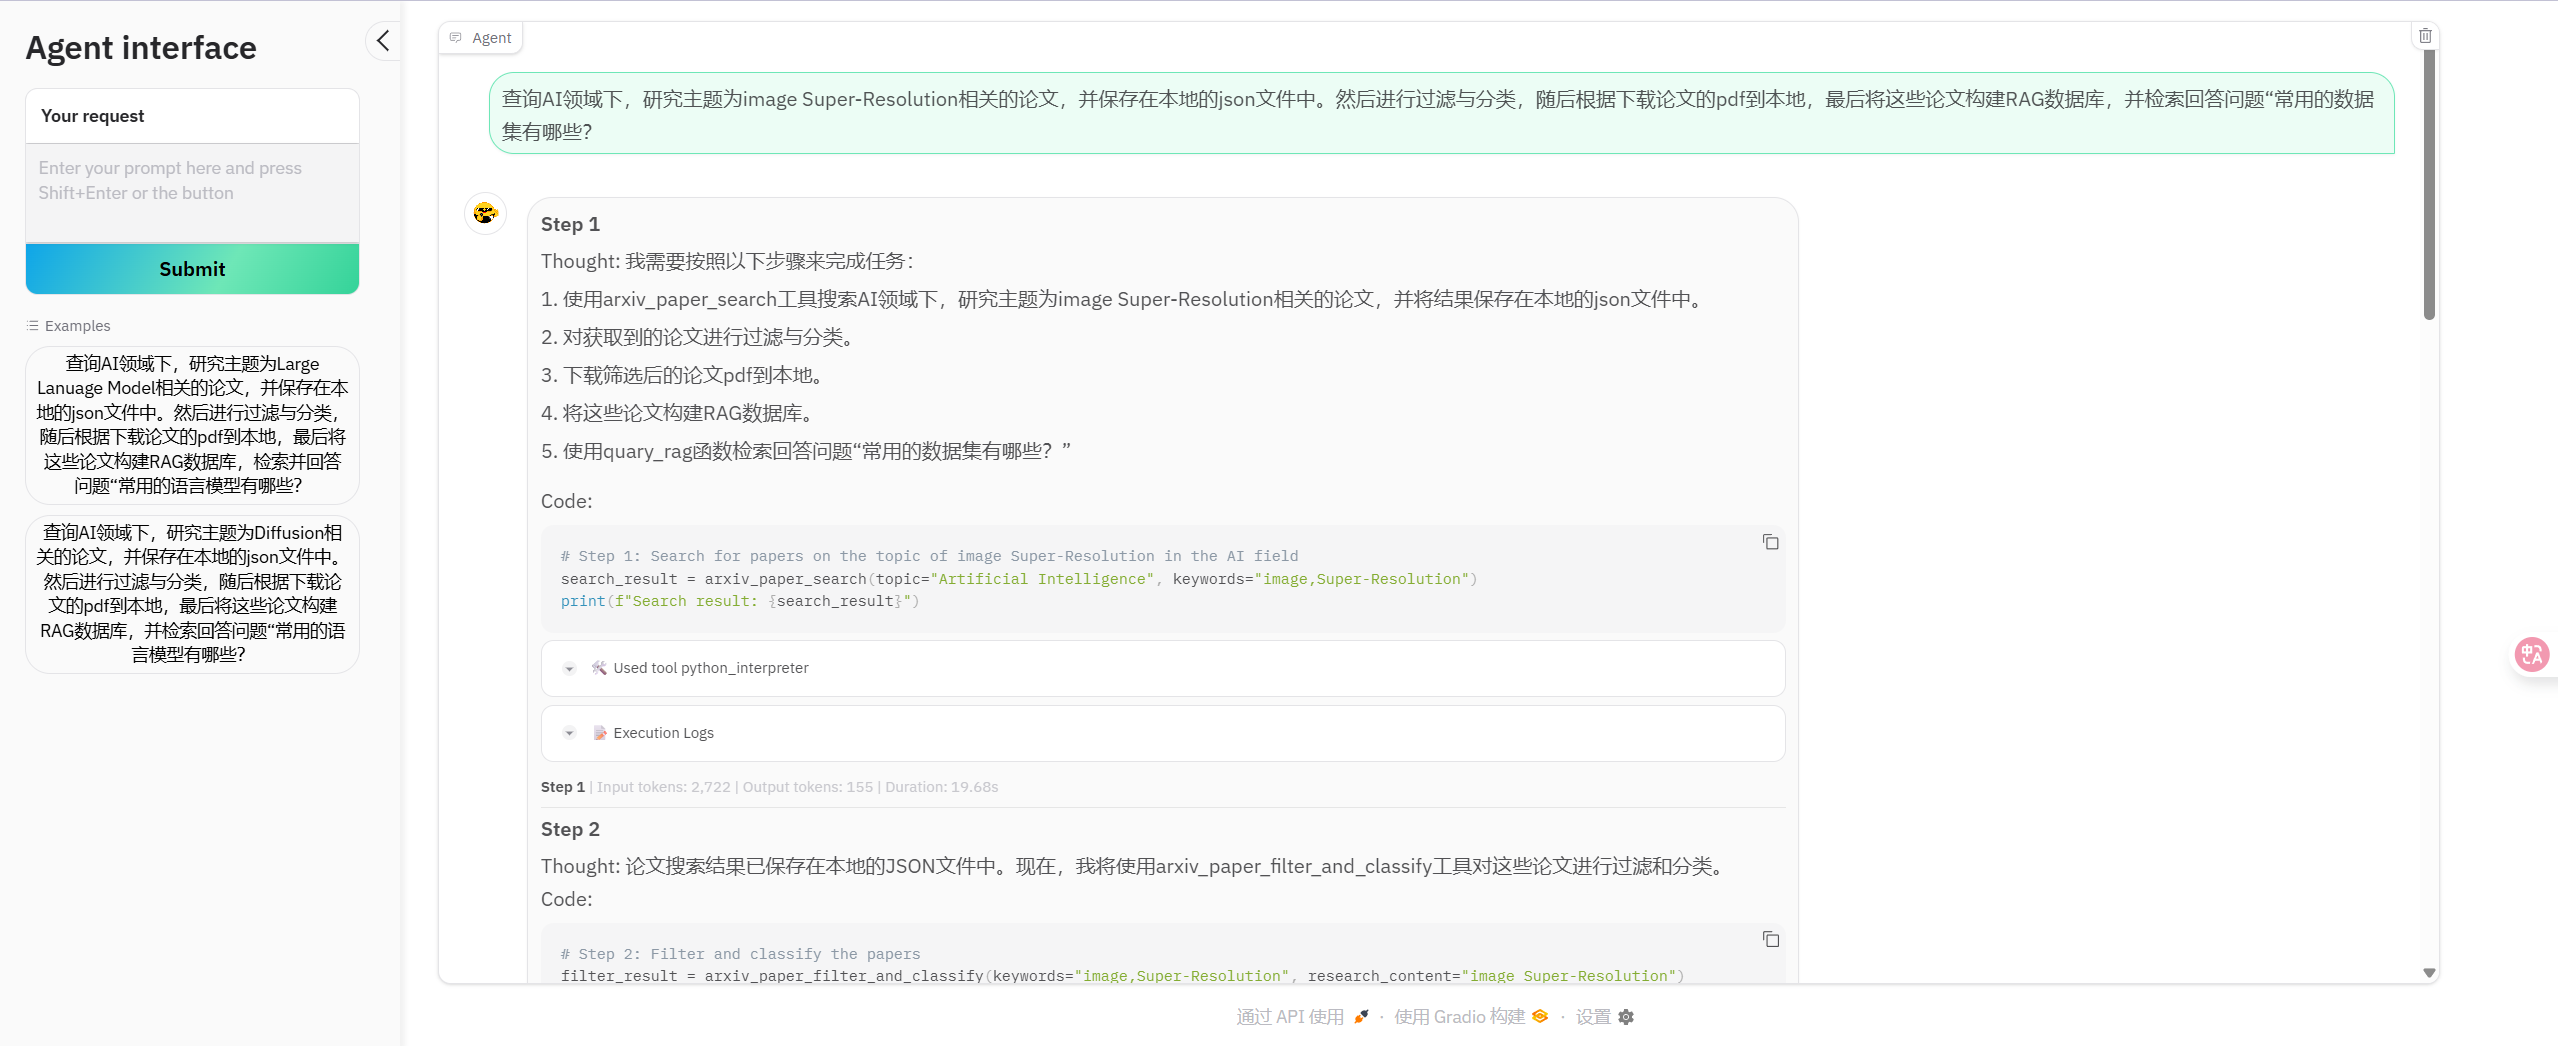 Agent interface
Your request
Enter your prompt here and press
Shift+Enter or the button
Submit
Examples
查询AI领域下，研究主题为Large
Lanuage Model相关的论文，并保存在本
地的json文件中。然后进行过滤与分类，
随后根据下载论文的pdf到本地，最后将
这些论文构建RAG数据库，检索并回答
问题“常用的语言模型有哪些？
查询AI领域下，研究主题为Diffusion相
关的论文，并保存在本地的json文件中。
然后进行过滤与分类，随后根据下载论
文的pdf到本地，最后将这些论文构建
RAG数据库，并检索回答问题“常用的语
言模型有哪些？
Agent
查询AI领域下，研究主题为image Super-Resolution相关的论文，并保存在本地的json文件中。然后进行过滤与分类，随后根据下载论文的pdf到本地，最后将这些论文构建RAG数据库，并检索回答问题“常用的数据
集有哪些？
Step 1
Thought: 我需要按照以下步骤来完成任务：
1. 使用arxiv_paper_search工具搜索AI领域下，研究主题为image Super-Resolution相关的论文，并将结果保存在本地的json文件中。
2. 对获取到的论文进行过滤与分类。
3. 下载筛选后的论文pdf到本地。
4. 将这些论文构建RAG数据库。
5. 使用quary_rag函数检索回答问题“常用的数据集有哪些？”
Code:
# Step 1: Search for papers on the topic of image Super-Resolution in the AI field
search_result = arxiv_paper_search(topic="Artificial Intelligence", keywords="image,Super-Resolution")
print(f"Search result: {search_result}")
Used tool python_interpreter
Execution Logs
Step 1 | Input tokens: 2,722 | Output tokens: 155 | Duration: 19.68s
Step 2
Thought: 论文搜索结果已保存在本地的JSON文件中。现在，我将使用arxiv_paper_filter_and_classify工具对这些论文进行过滤和分类。
Code:
# Step 2: Filter and classify the papers
filter_result = arxiv_paper_filter_and_classify(keywords="image,Super-Resolution", research_content="image Super-Resolution")
通过 API 使用 · 使用 Gradio 构建 · 设置
中A